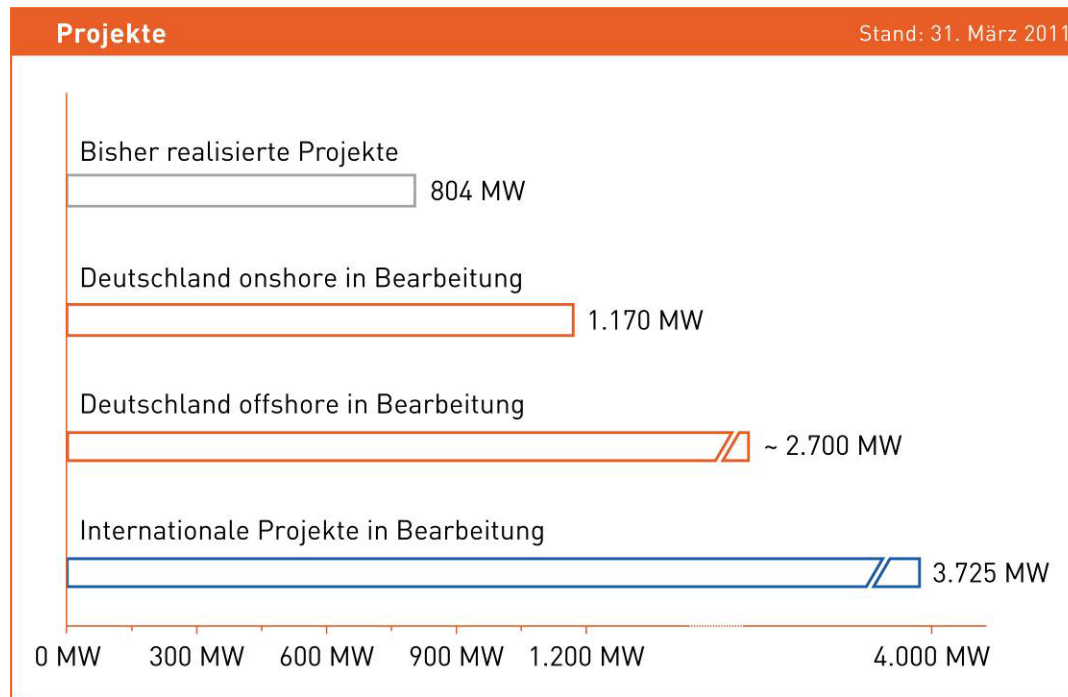 Projekte
Stand: 31. März 2011
Bisher realisierte Projekte
804 MW
Deutschland onshore in Bearbeitung
1.170 MW
Deutschland offshore in Bearbeitung
~ 2.700 MW
Internationale Projekte in Bearbeitung
3.725 MW
0 MW 300 MW 600 MW 900 MW 1.200 MW 4.000 MW